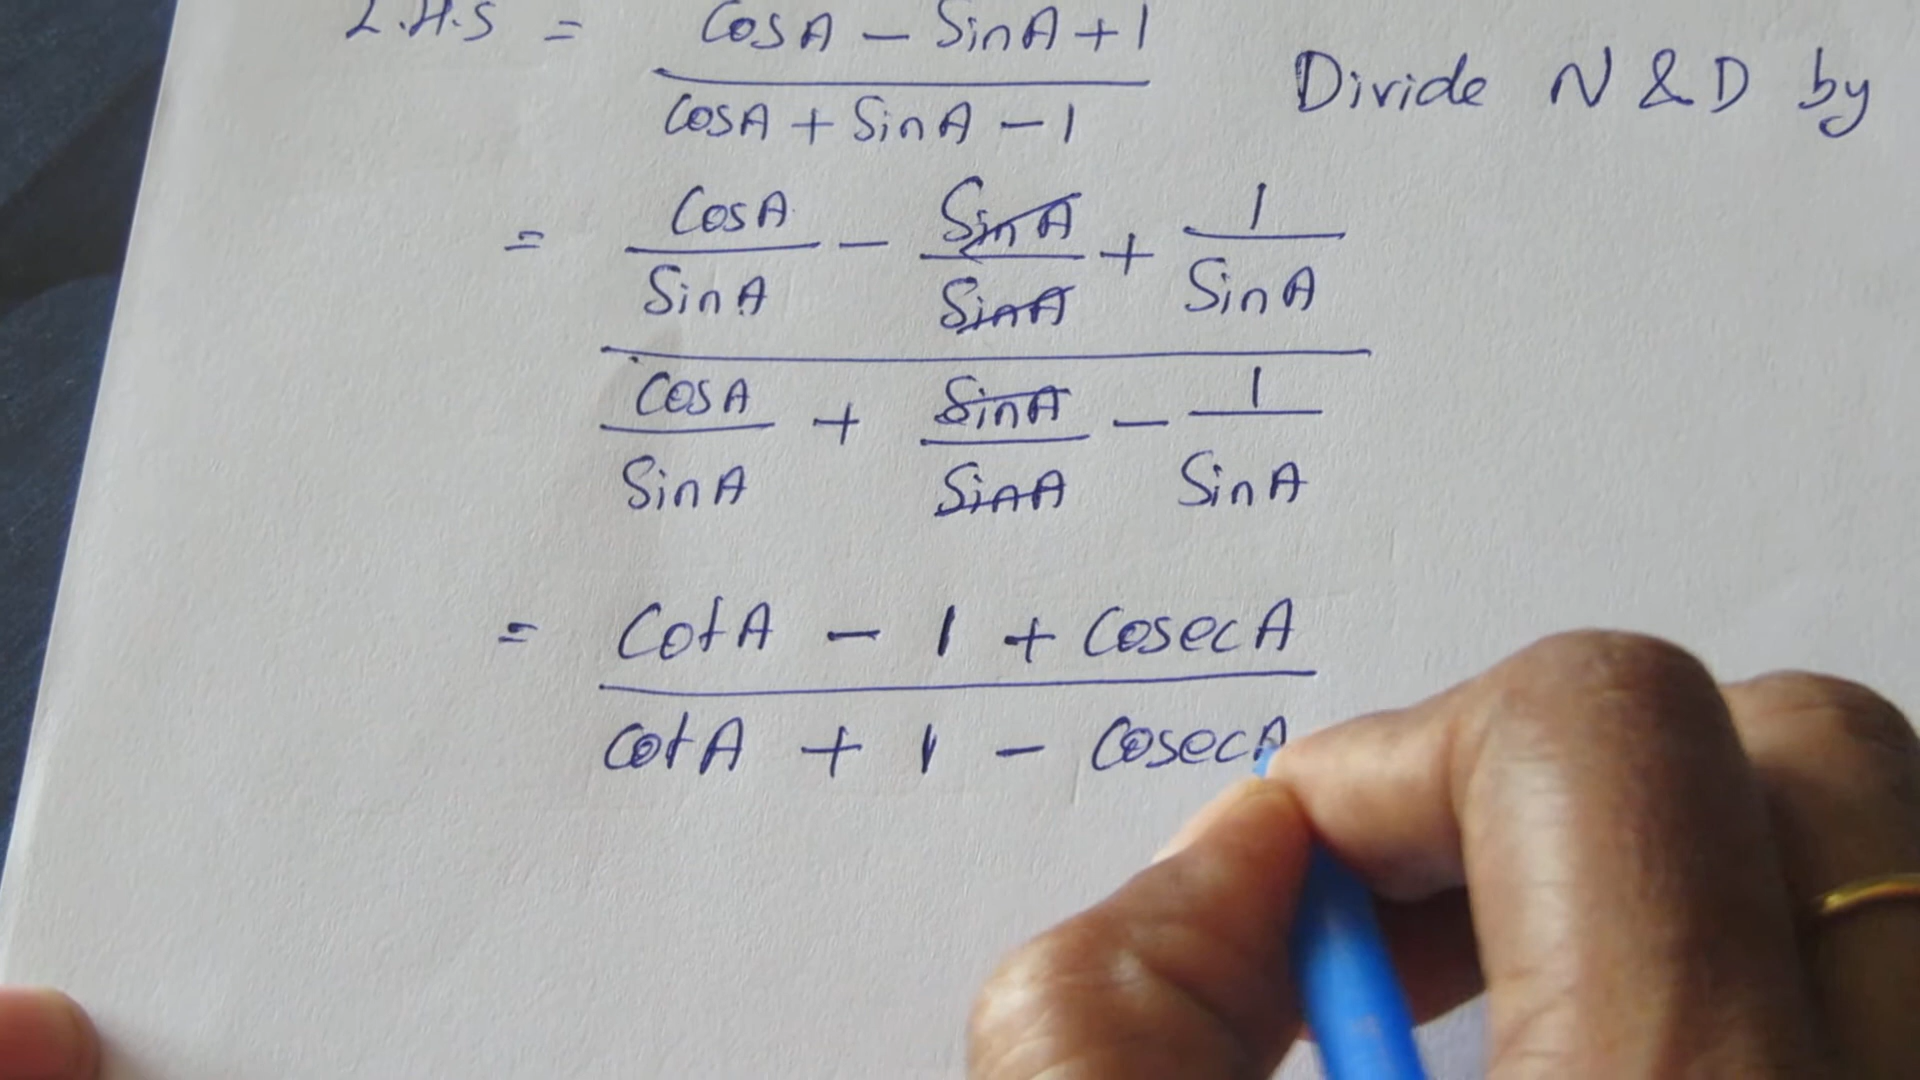 L.H.S = CosA - SinA + 1
CosA + SinA - 1
Divide N & D by
= CosA/SinA - SinA/SinA + 1/SinA
CosA/SinA + SinA/SinA - 1/SinA
= CotA - 1 + CosecA
CotA + 1 - CosecA